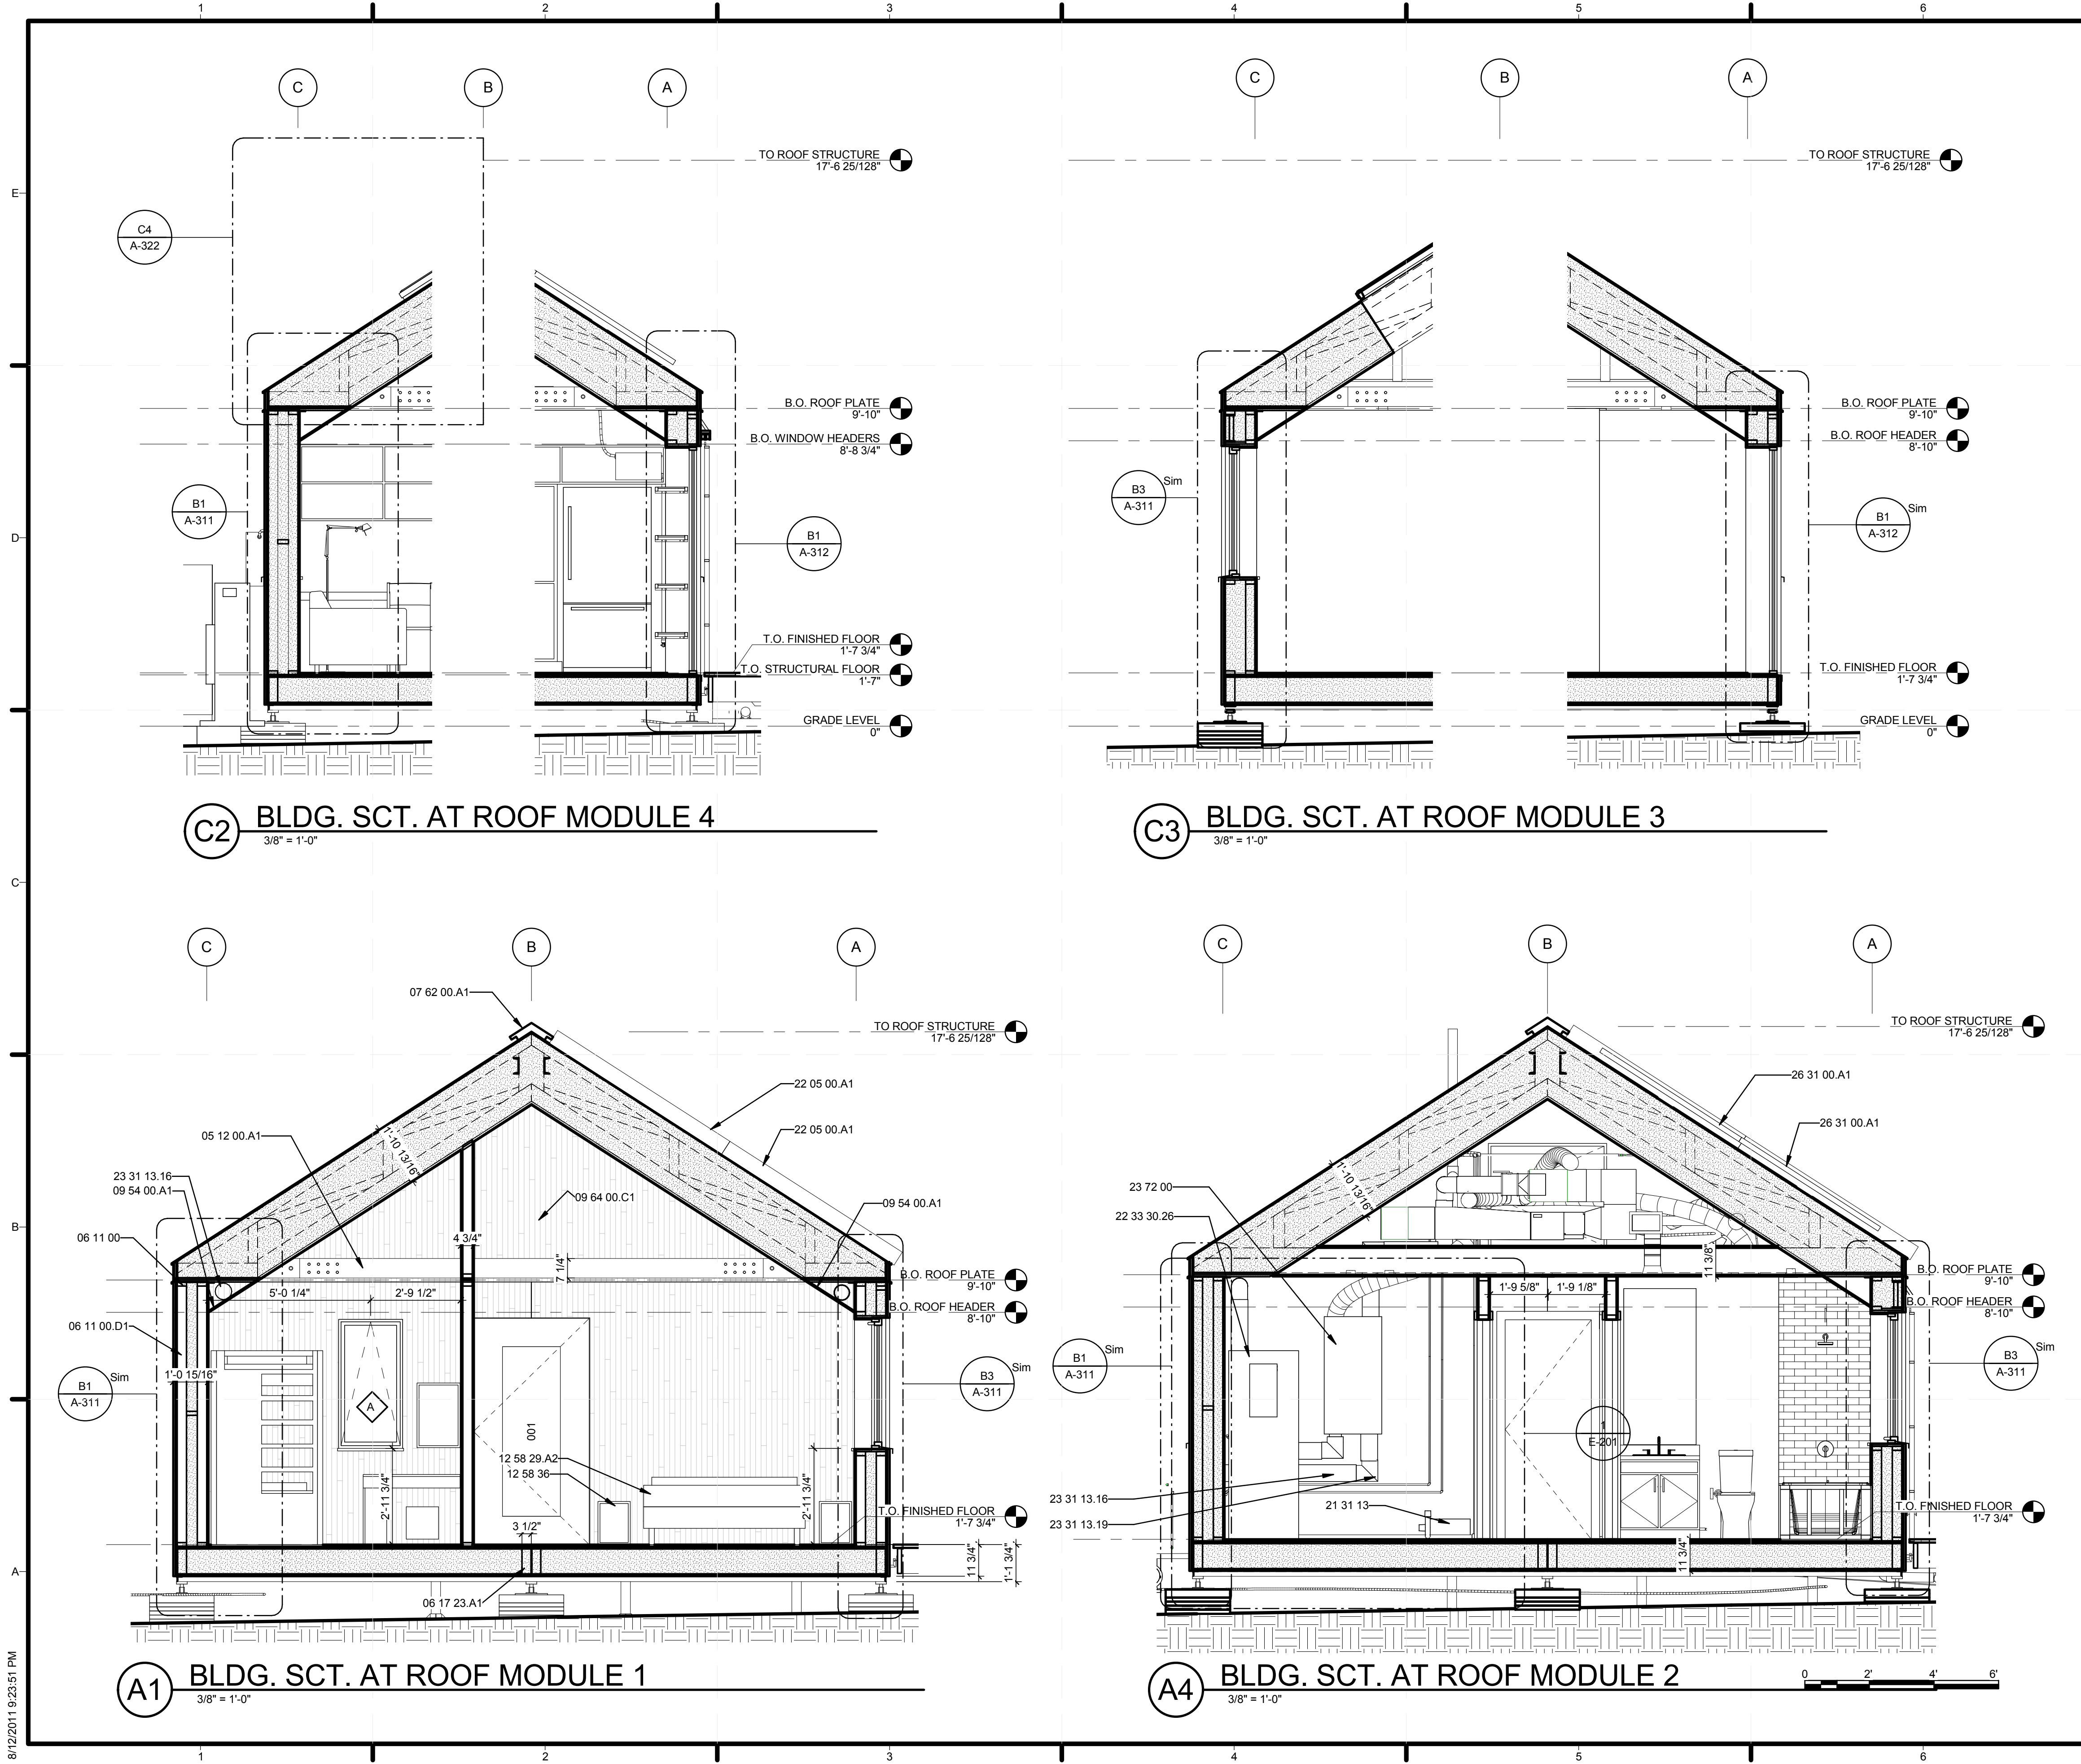 1 2 3 4 5 6
C B A
C B A
TO ROOF STRUCTURE
17'-6 25/128"
TO ROOF STRUCTURE
17'-6 25/128"
E
C4
A-322
B.O. ROOF PLATE
9'-10"
B.O. WINDOW HEADERS
8'-8 3/4"
B1
A-311
B1
A-312
T.O. FINISHED FLOOR
1'-7 3/4"
T.O. STRUCTURAL FLOOR
1'-7"
GRADE LEVEL
0"
B.O. ROOF PLATE
9'-10"
B.O. ROOF HEADER
8'-10"
B3
A-311
Sim
B1
A-312
Sim
T.O. FINISHED FLOOR
1'-7 3/4"
GRADE LEVEL
0"
D
C2
BLDG. SCT. AT ROOF MODULE 4
3/8" = 1'-0"
C3
BLDG. SCT. AT ROOF MODULE 3
3/8" = 1'-0"
C
C B A
07 62 00.A1
TO ROOF STRUCTURE
17'-6 25/128"
22 05 00.A1
22 05 00.A1
05 12 00.A1
1'-10 13/16"
23 31 13.16
09 54 00.A1
09 64 00.C1
09 54 00.A1
06 11 00
4 3/4"
7 1/4"
B.O. ROOF PLATE
9'-10"
5'-0 1/4"
2'-9 1/2"
B.O. ROOF HEADER
8'-10"
06 11 00.D1
Sim
B1
A-311
1'-0 15/16"
A
001
B3
A-311
Sim
12 58 29.A2
12 58 36
2'-11 3/4"
2'-11 3/4"
T.O. FINISHED FLOOR
1'-7 3/4"
3 1/2"
11 3/4"
1'-1 3/4"
06 17 23.A1
A1
BLDG. SCT. AT ROOF MODULE 1
3/8" = 1'-0"
C B A
TO ROOF STRUCTURE
17'-6 25/128"
26 31 00.A1
26 31 00.A1
1'-10 13/16"
23 72 00
22 33 30.26
11 3/8"
B.O. ROOF PLATE
9'-10"
1'-9 5/8"
1'-9 1/8"
B.O. ROOF HEADER
8'-10"
B1
A-311
Sim
B3
A-311
Sim
1
E-201
23 31 13.16
21 31 13
23 31 13.19
T.O. FINISHED FLOOR
1'-7 3/4"
11 3/4"
A4
BLDG. SCT. AT ROOF MODULE 2
3/8" = 1'-0"
0 2' 4' 6'
B
A
8/12/2011 9:23:51 PM
1 2 3 4 5 6